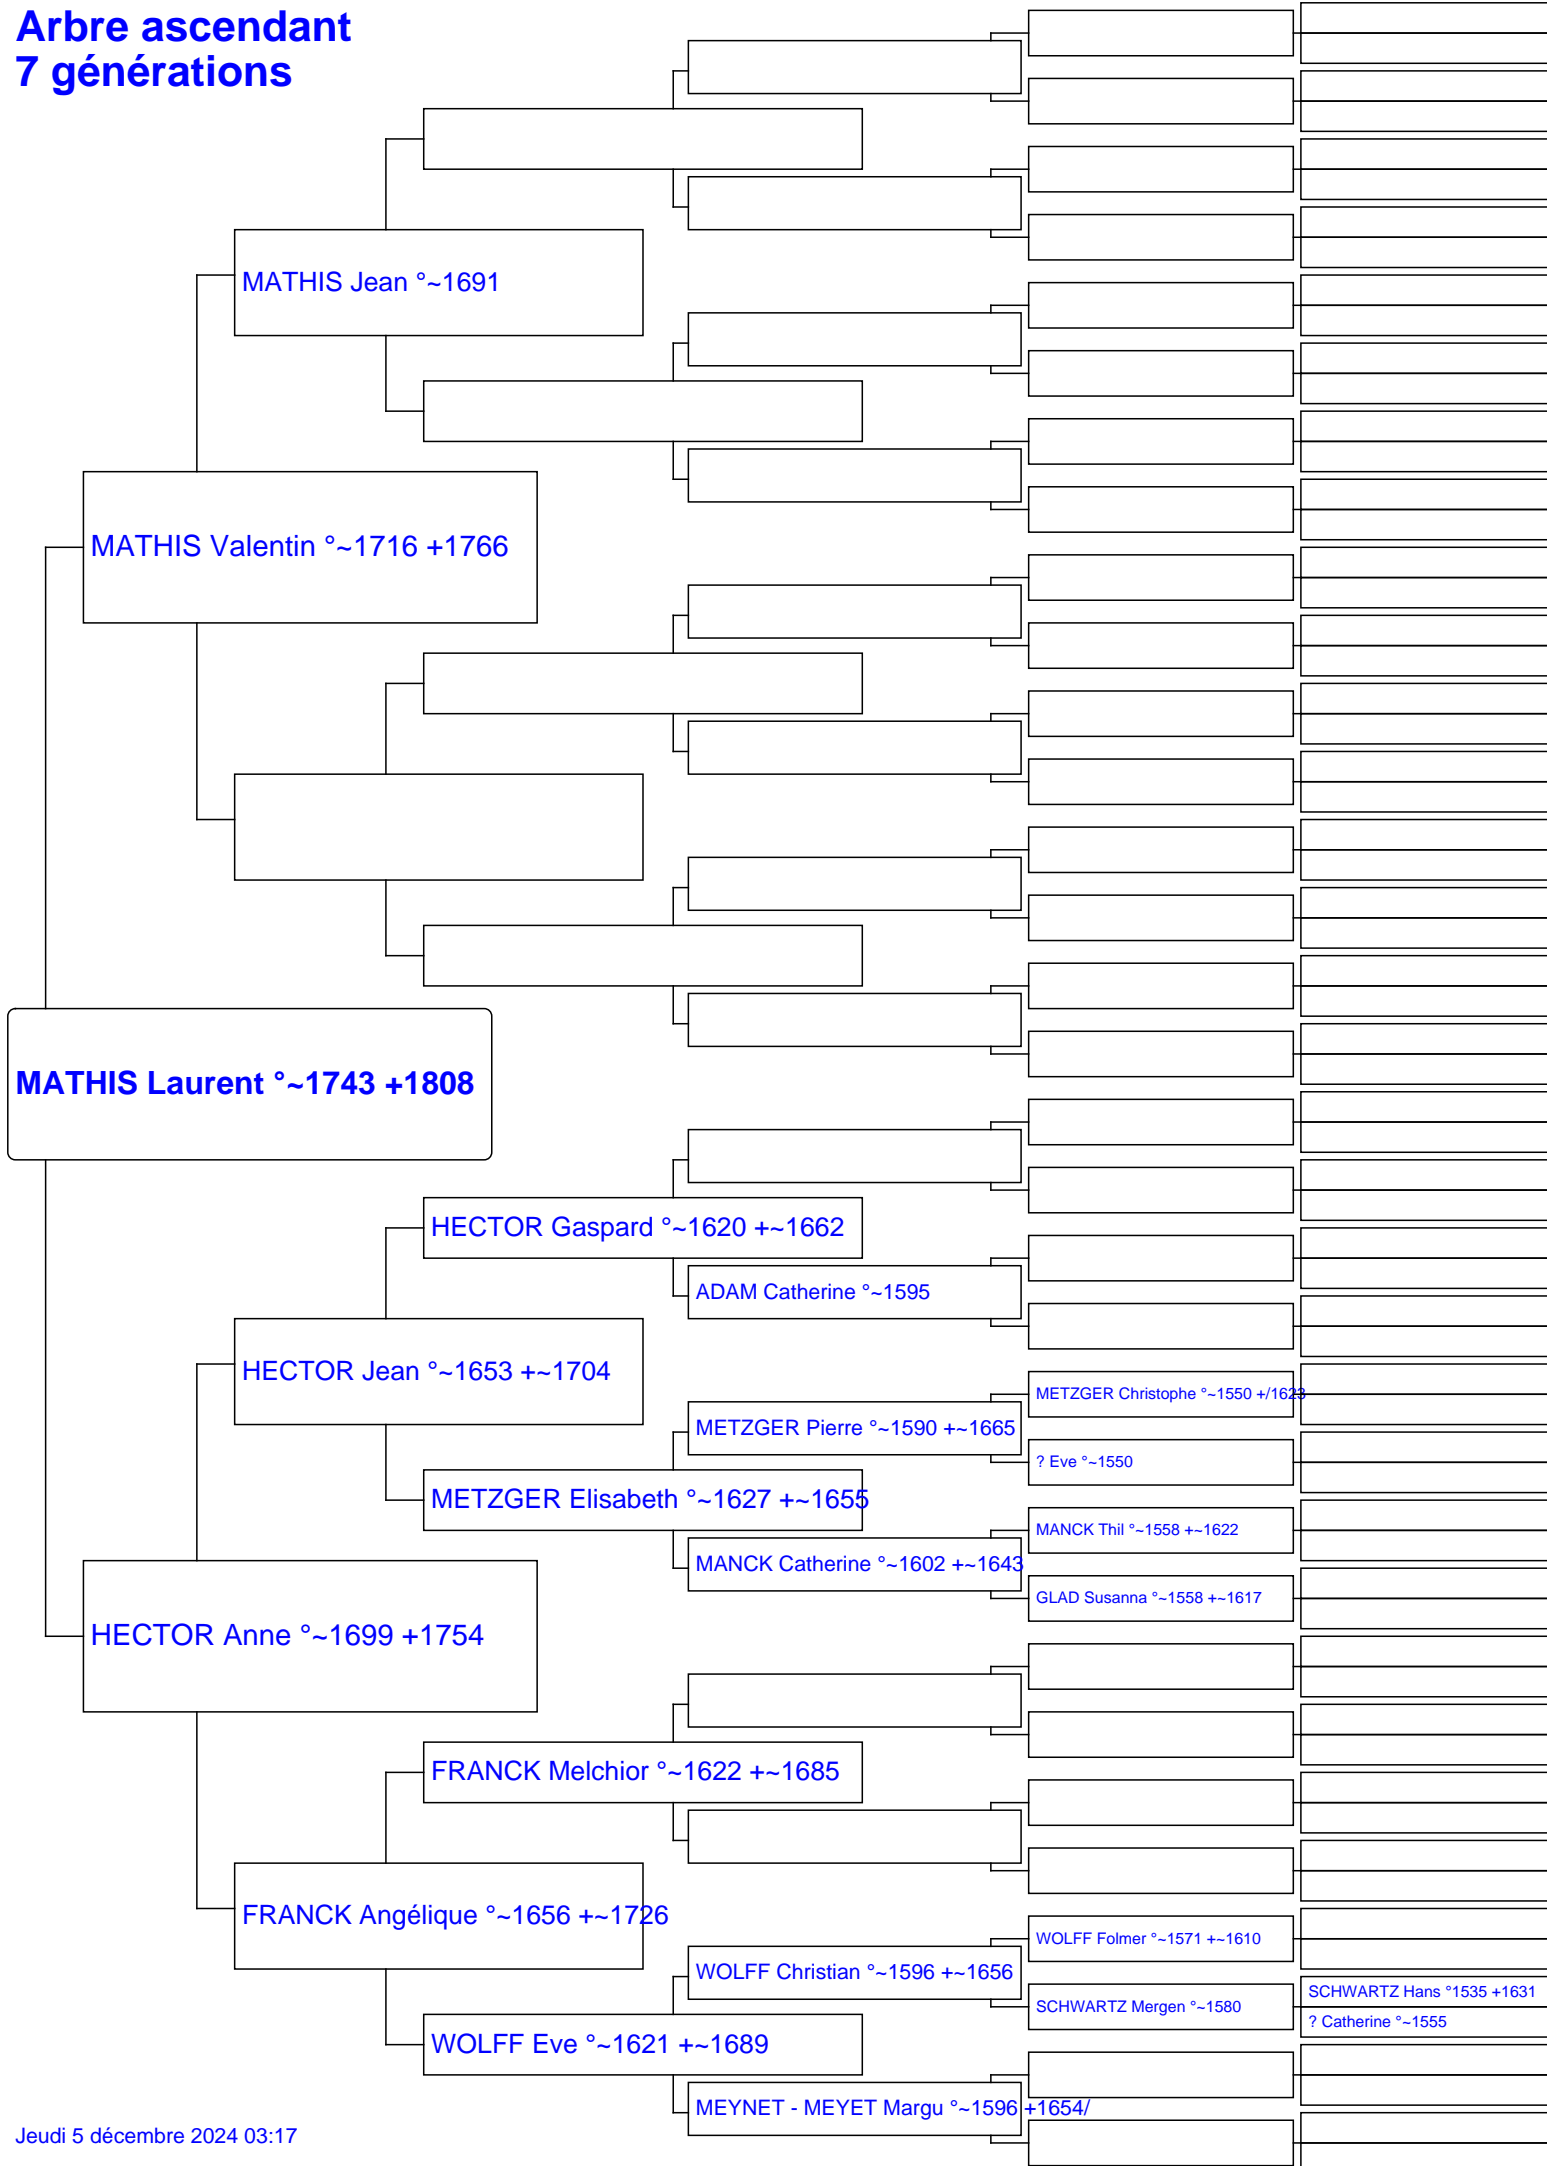 Arbre ascendant
7 générations
MATHIS Jean °~1691
MATHIS Valentin °~1716 +1766
MATHIS Laurent °~1743 +1808
HECTOR Gaspard °~1620 +~1662
ADAM Catherine °~1595
HECTOR Jean °~1653 +~1704
METZGER Christophe °~1550 +/1623
METZGER Pierre °~1590 +~1665
? Eve °~1550
METZGER Elisabeth °~1627 +~1655
MANCK Thil °~1558 +~1622
MANCK Catherine °~1602 +~1643
GLAD Susanna °~1558 +~1617
HECTOR Anne °~1699 +1754
FRANCK Melchior °~1622 +~1685
FRANCK Angélique °~1656 +~1726
WOLFF Folmer °~1571 +~1610
WOLFF Christian °~1596 +~1656
SCHWARTZ Hans °1535 +1631
SCHWARTZ Mergen °~1580
? Catherine °~1555
WOLFF Eve °~1621 +~1689
MEYNET - MEYET Margu °~1596 +1654/
Jeudi 5 décembre 2024 03:17